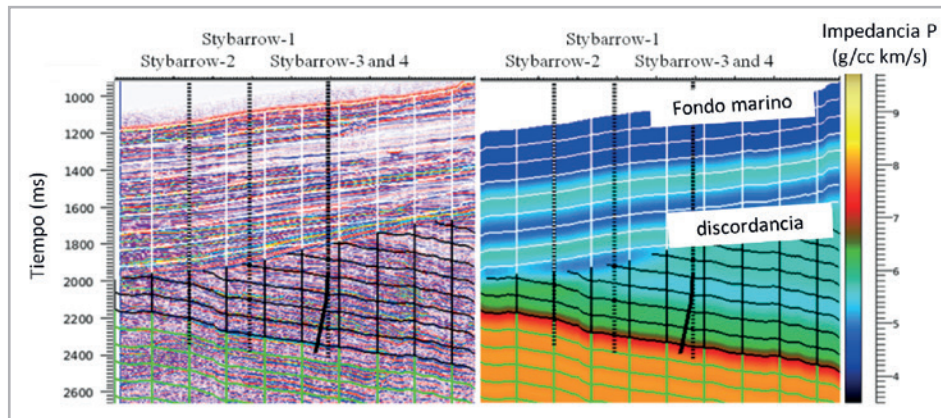 Stybarrow-1
Stybarrow-2 Stybarrow-3 and 4
Stybarrow-1
Stybarrow-2 Stybarrow-3 and 4
Impedancia P
(g/cc km/s)
Tiempo (ms)
1000
1200
1400
1600
1800
2000
2200
2400
2600
Fondo marino
discordancia
9
8
7
6
5
4